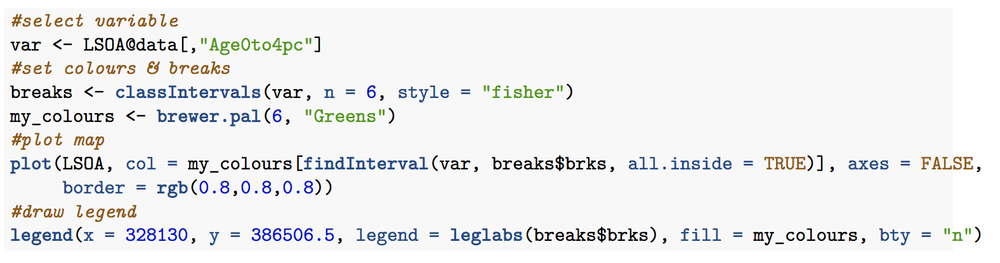 #select variable
var <- LSOA@data[,"Age0to4pc"]
#set colours & breaks
breaks <- classIntervals(var, n = 6, style = "fisher")
my_colours <- brewer.pal(6, "Greens")
#plot map
plot(LSOA, col = my_colours[findInterval(var, breaks$brks, all.inside = TRUE)], axes = FALSE,
     border = rgb(0.8,0.8,0.8))
#draw legend
legend(x = 328130, y = 386506.5, legend = leglabs(breaks$brks), fill = my_colours, bty = "n")